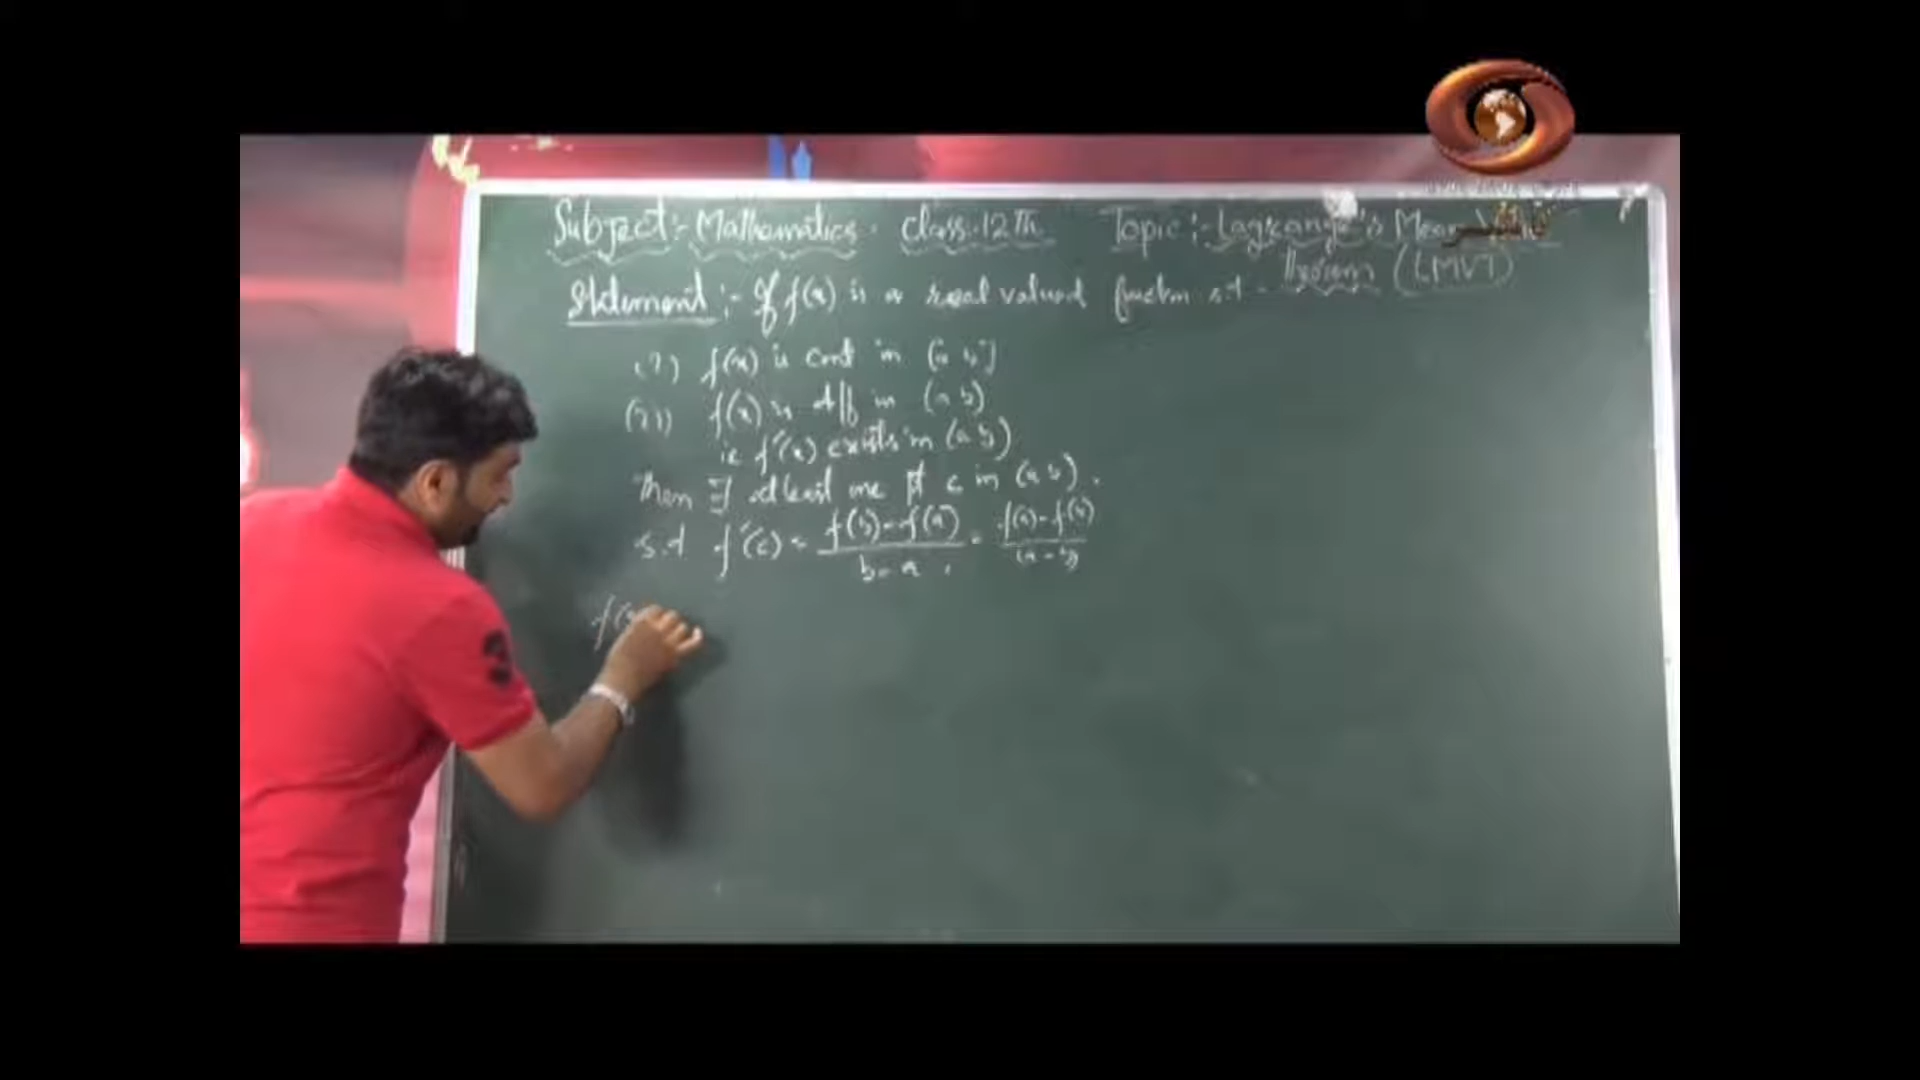 Subject:- Mathematics. Class-12Th Topic:- Lagrange's Mean
Theorem (LMVT)
Statement:- If f(x) is a real valued function s.t
(i) f(x) is cont in [a b]
(ii) f(x) is diff in (a b)
ie f'(x) exists in (a b)
Then ∃ atleast one pt c in (a b).
s.t f'(c) = f(b)-f(a) / b-a , = f(a)-f(b) / (a-b)
f(x
3